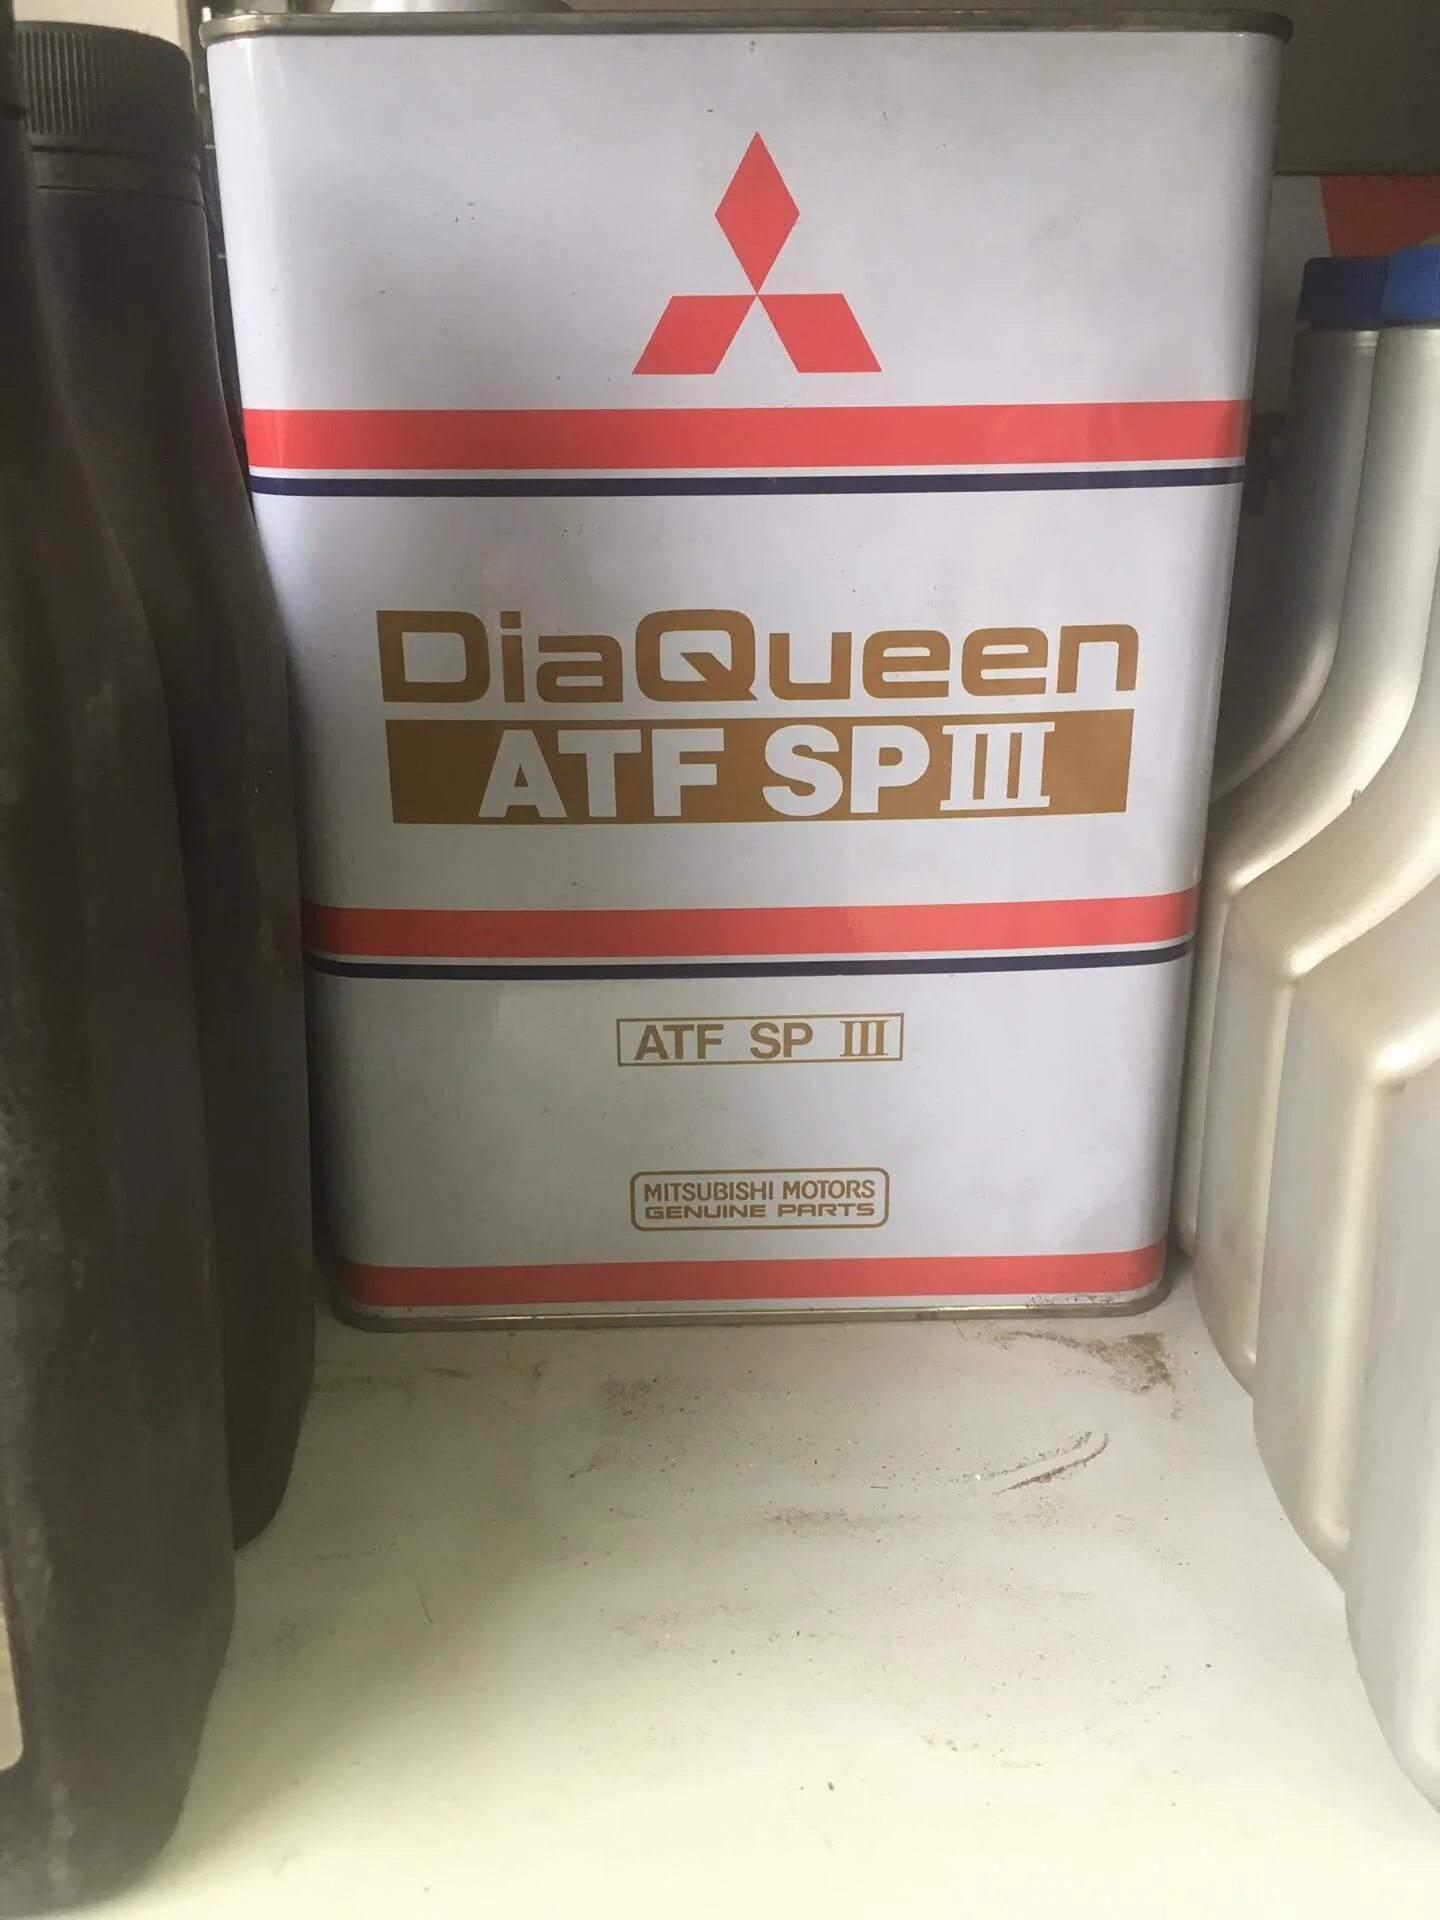 DiaQueen
ATF SP III
ATF SP III
MITSUBISHI MOTORS
GENUINE PARTS